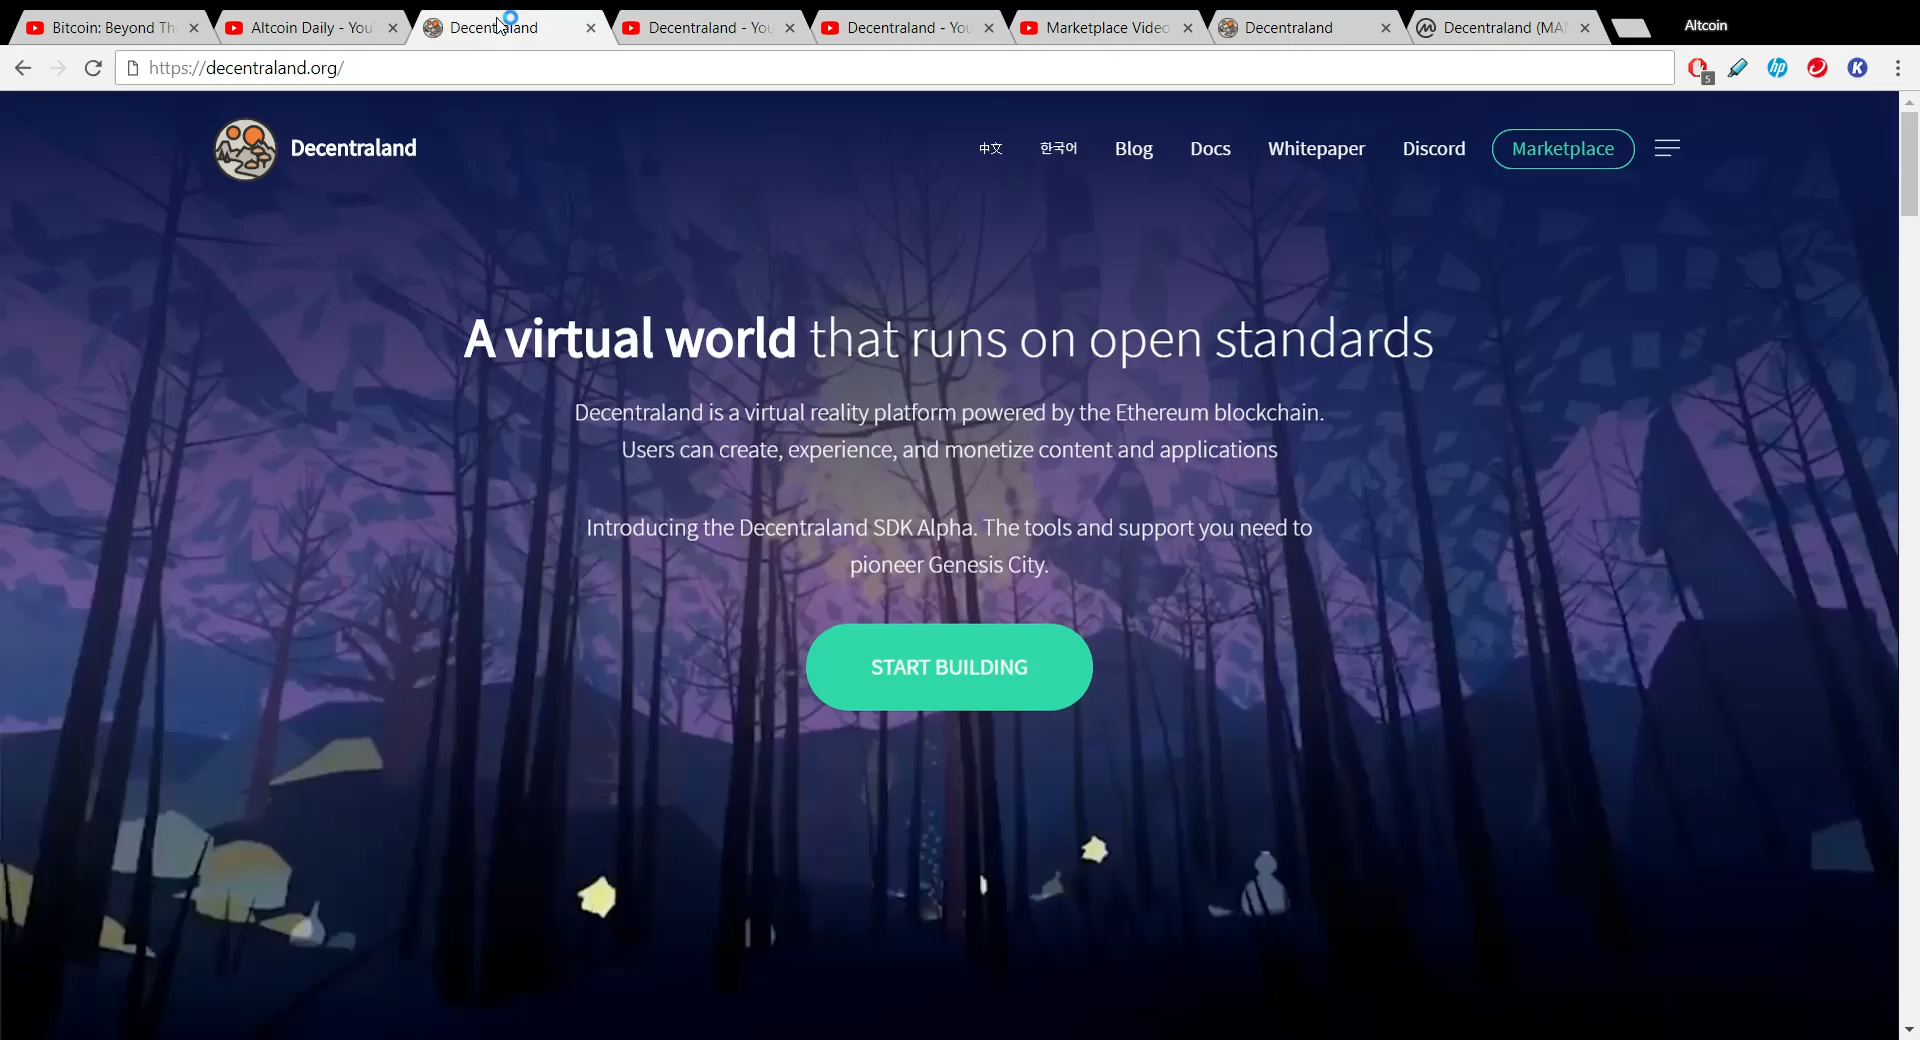 Bitcoin: Beyond Th
Altcoin Daily - You
Decentraland
Decentraland - You
Decentraland - You
Marketplace Video
Decentraland
Decentraland (MA
Altcoin
https://decentraland.org/
5
hp
K
Decentraland
中文
한국어
Blog
Docs
Whitepaper
Discord
Marketplace
A virtual world that runs on open standards
Decentraland is a virtual reality platform powered by the Ethereum blockchain.
Users can create, experience, and monetize content and applications
Introducing the Decentraland SDK Alpha. The tools and support you need to
pioneer Genesis City.
START BUILDING